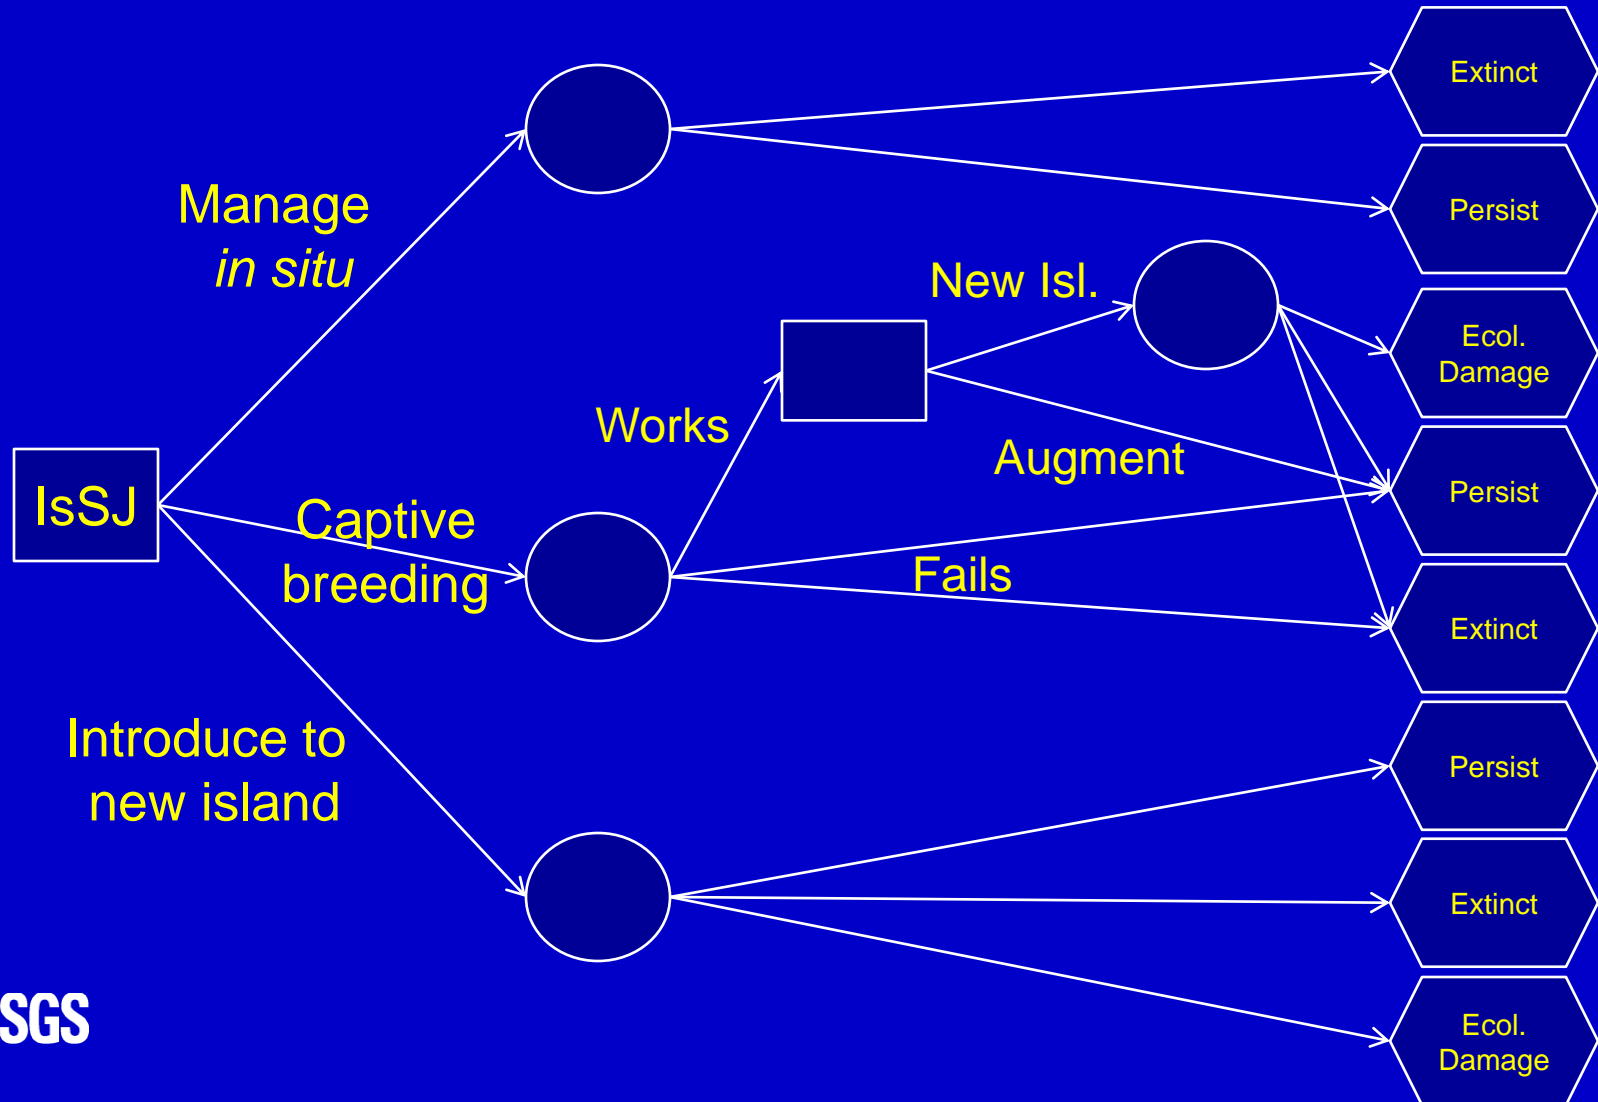 Extinct
Manage
in situ
Persist
New Isl.
Ecol.
Damage
Works
Augment
Persist
IsSJ
Captive
breeding
Fails
Extinct
Introduce to
new island
Persist
Extinct
SGS
Ecol.
Damage